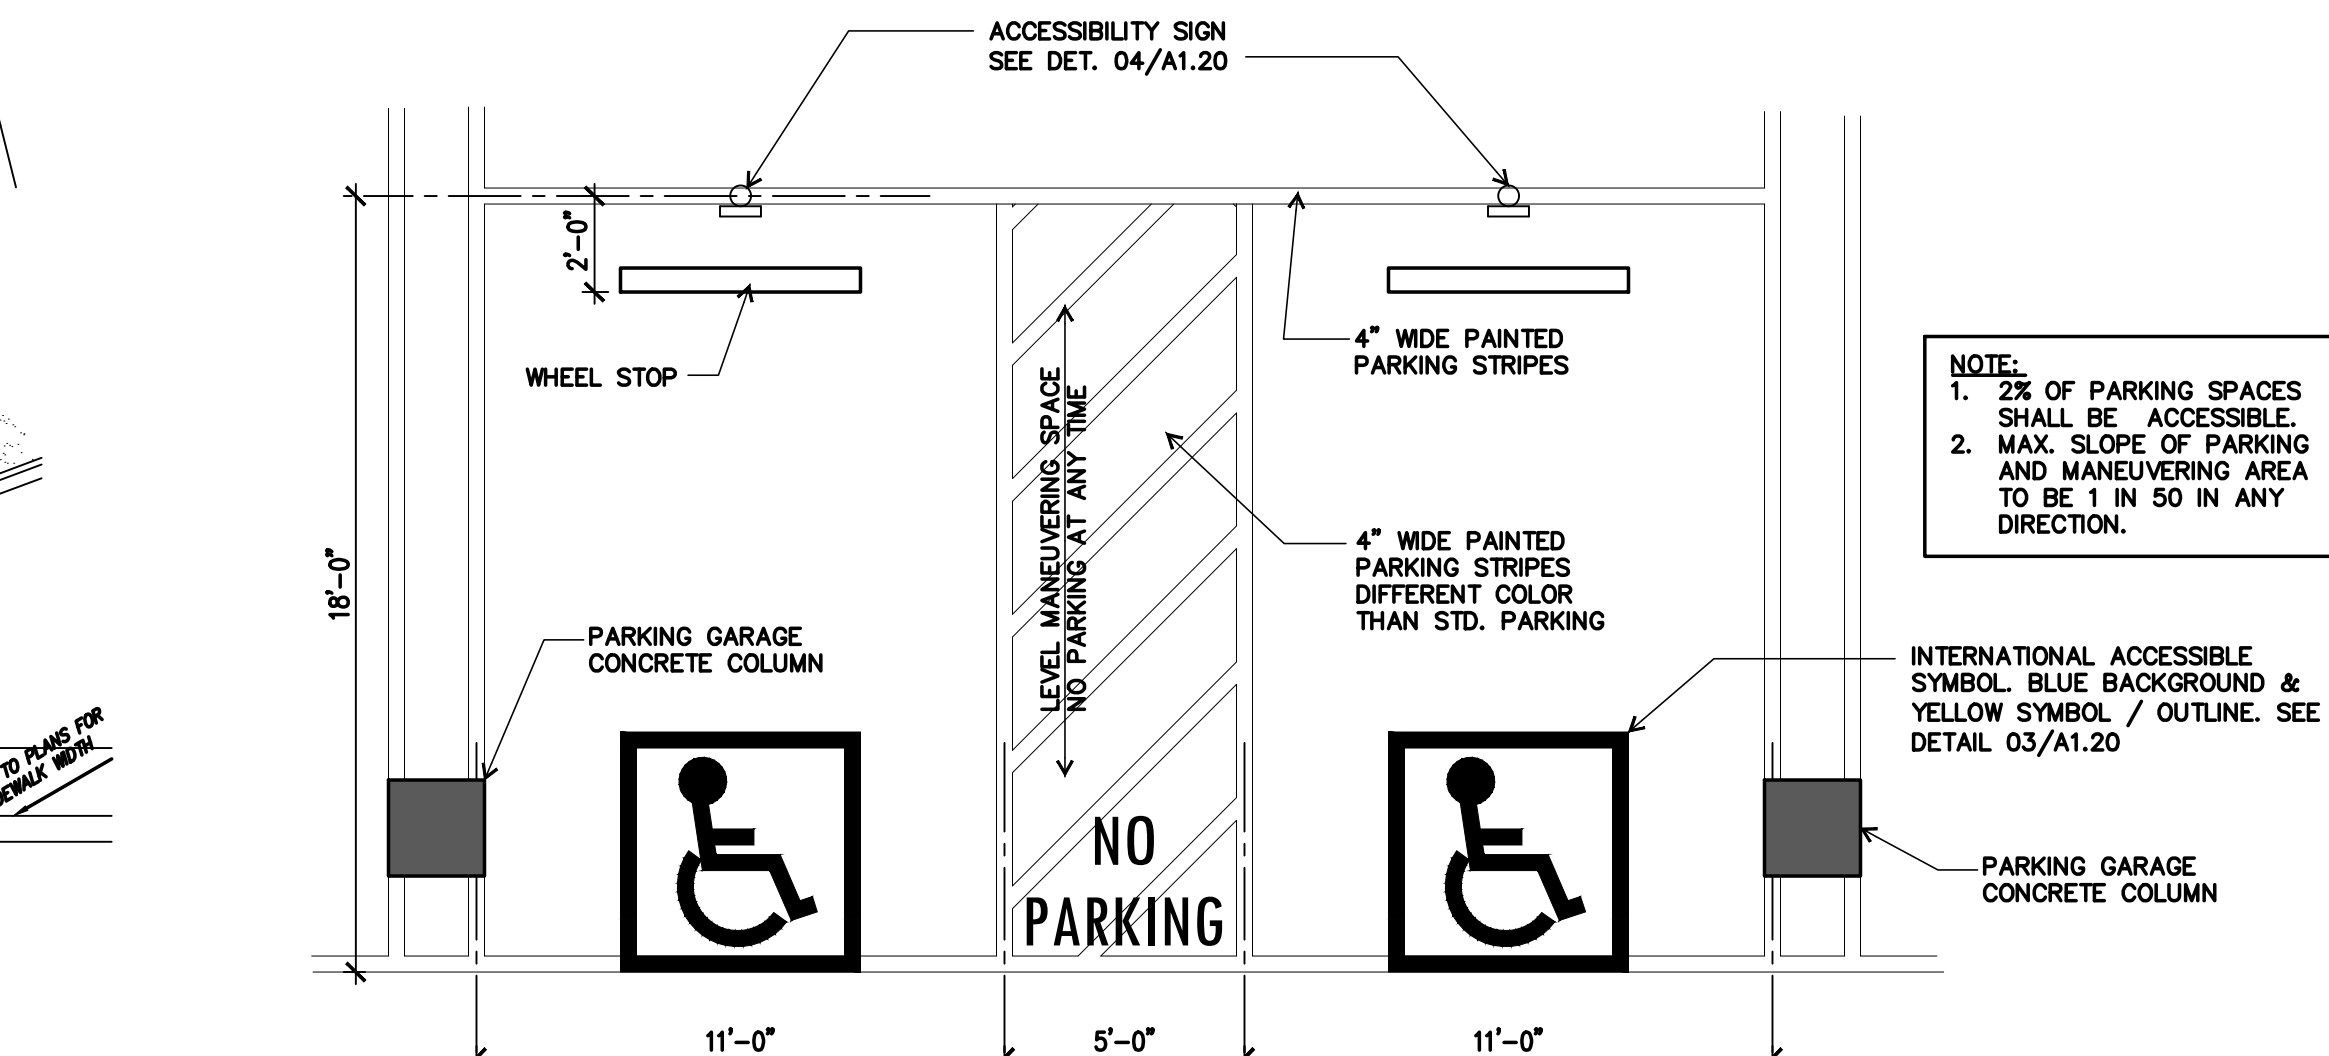 ACCESSIBILITY SIGN
SEE DET. 04/A1.20
2'-0"
WHEEL STOP
4" WIDE PAINTED
PARKING STRIPES
NOTE:
1. 2% OF PARKING SPACES
SHALL BE ACCESSIBLE.
2. MAX. SLOPE OF PARKING
AND MANEUVERING AREA
TO BE 1 IN 50 IN ANY
DIRECTION.
LEVEL MANEUVERING SPACE
NO PARKING AT ANY TIME
18'-0"
4" WIDE PAINTED
PARKING STRIPES
DIFFERENT COLOR
THAN STD. PARKING
PARKING GARAGE
CONCRETE COLUMN
INTERNATIONAL ACCESSIBLE
SYMBOL. BLUE BACKGROUND &
YELLOW SYMBOL / OUTLINE. SEE
DETAIL 03/A1.20
TO PLANS FOR
WIDTH
NO
PARKING
PARKING GARAGE
CONCRETE COLUMN
11'-0"
5'-0"
11'-0"